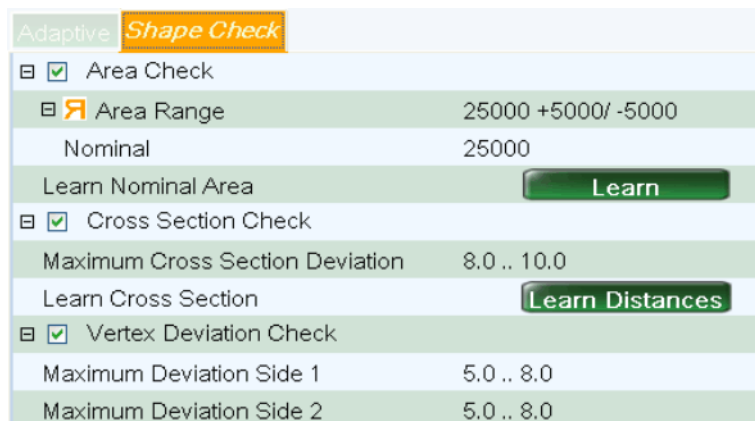 Adaptive Shape Check
Area Check
Я Area Range 25000 +5000/ -5000
Nominal 25000
Learn Nominal Area Learn
Cross Section Check
Maximum Cross Section Deviation 8.0 .. 10.0
Learn Cross Section Learn Distances
Vertex Deviation Check
Maximum Deviation Side 1 5.0 .. 8.0
Maximum Deviation Side 2 5.0 .. 8.0